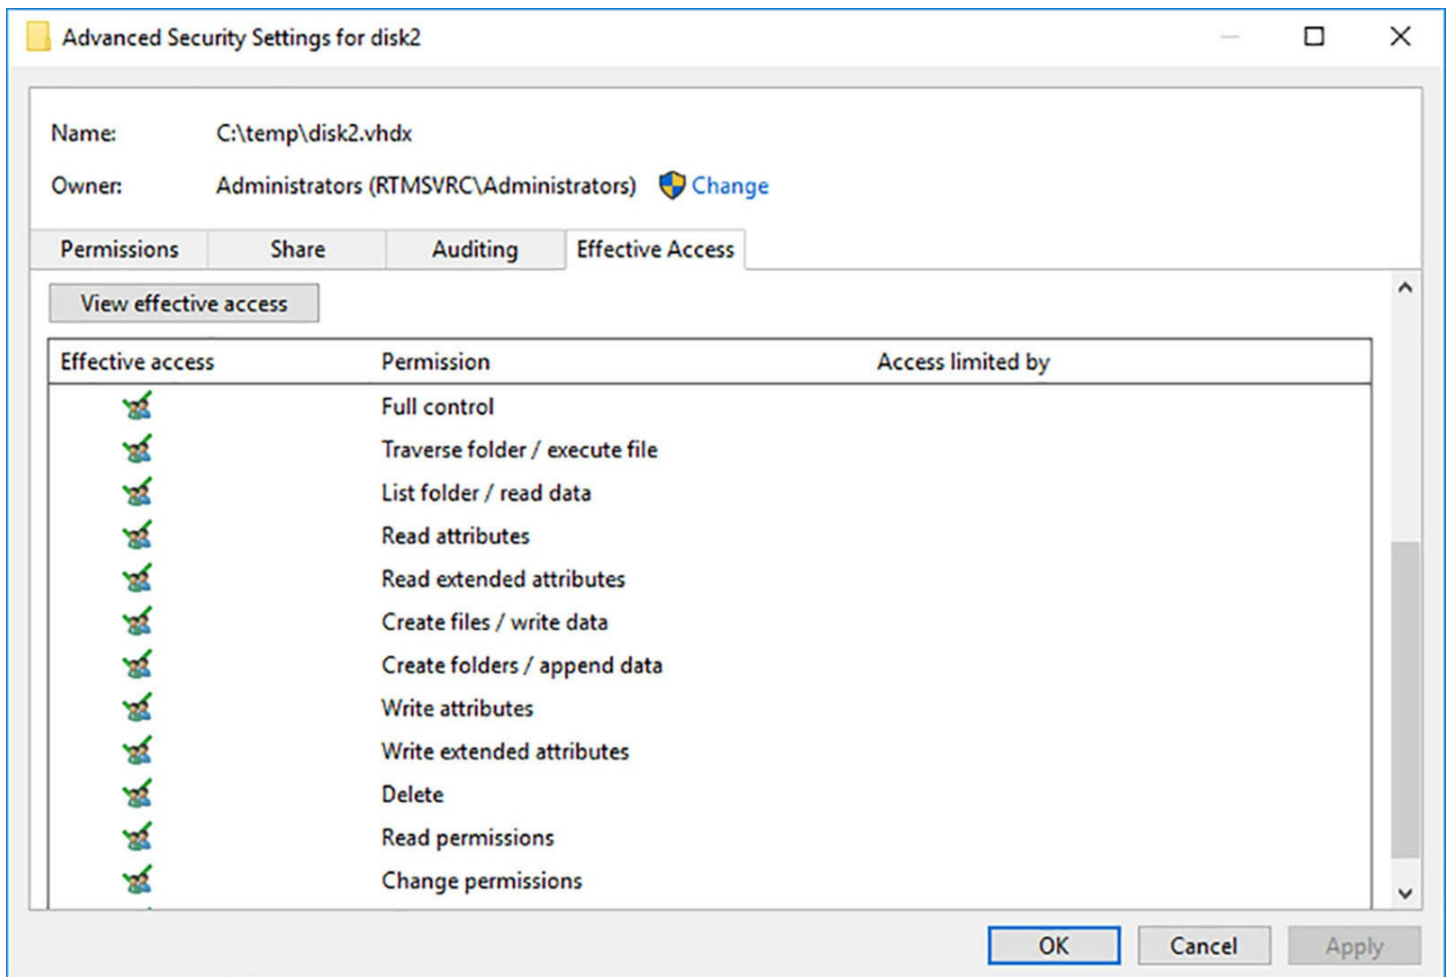 Advanced Security Settings for disk2
Name: C:\temp\disk2.vhdx
Owner: Administrators (RTMSVRC\Administrators) Change
Permissions Share Auditing Effective Access
View effective access
Effective access Permission Access limited by
Full control
Traverse folder / execute file
List folder / read data
Read attributes
Read extended attributes
Create files / write data
Create folders / append data
Write attributes
Write extended attributes
Delete
Read permissions
Change permissions
OK Cancel Apply